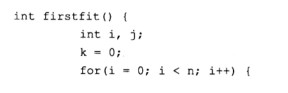 int firstfit() {
int i, j;
k = 0;
for(i = 0; i < n; i++) {